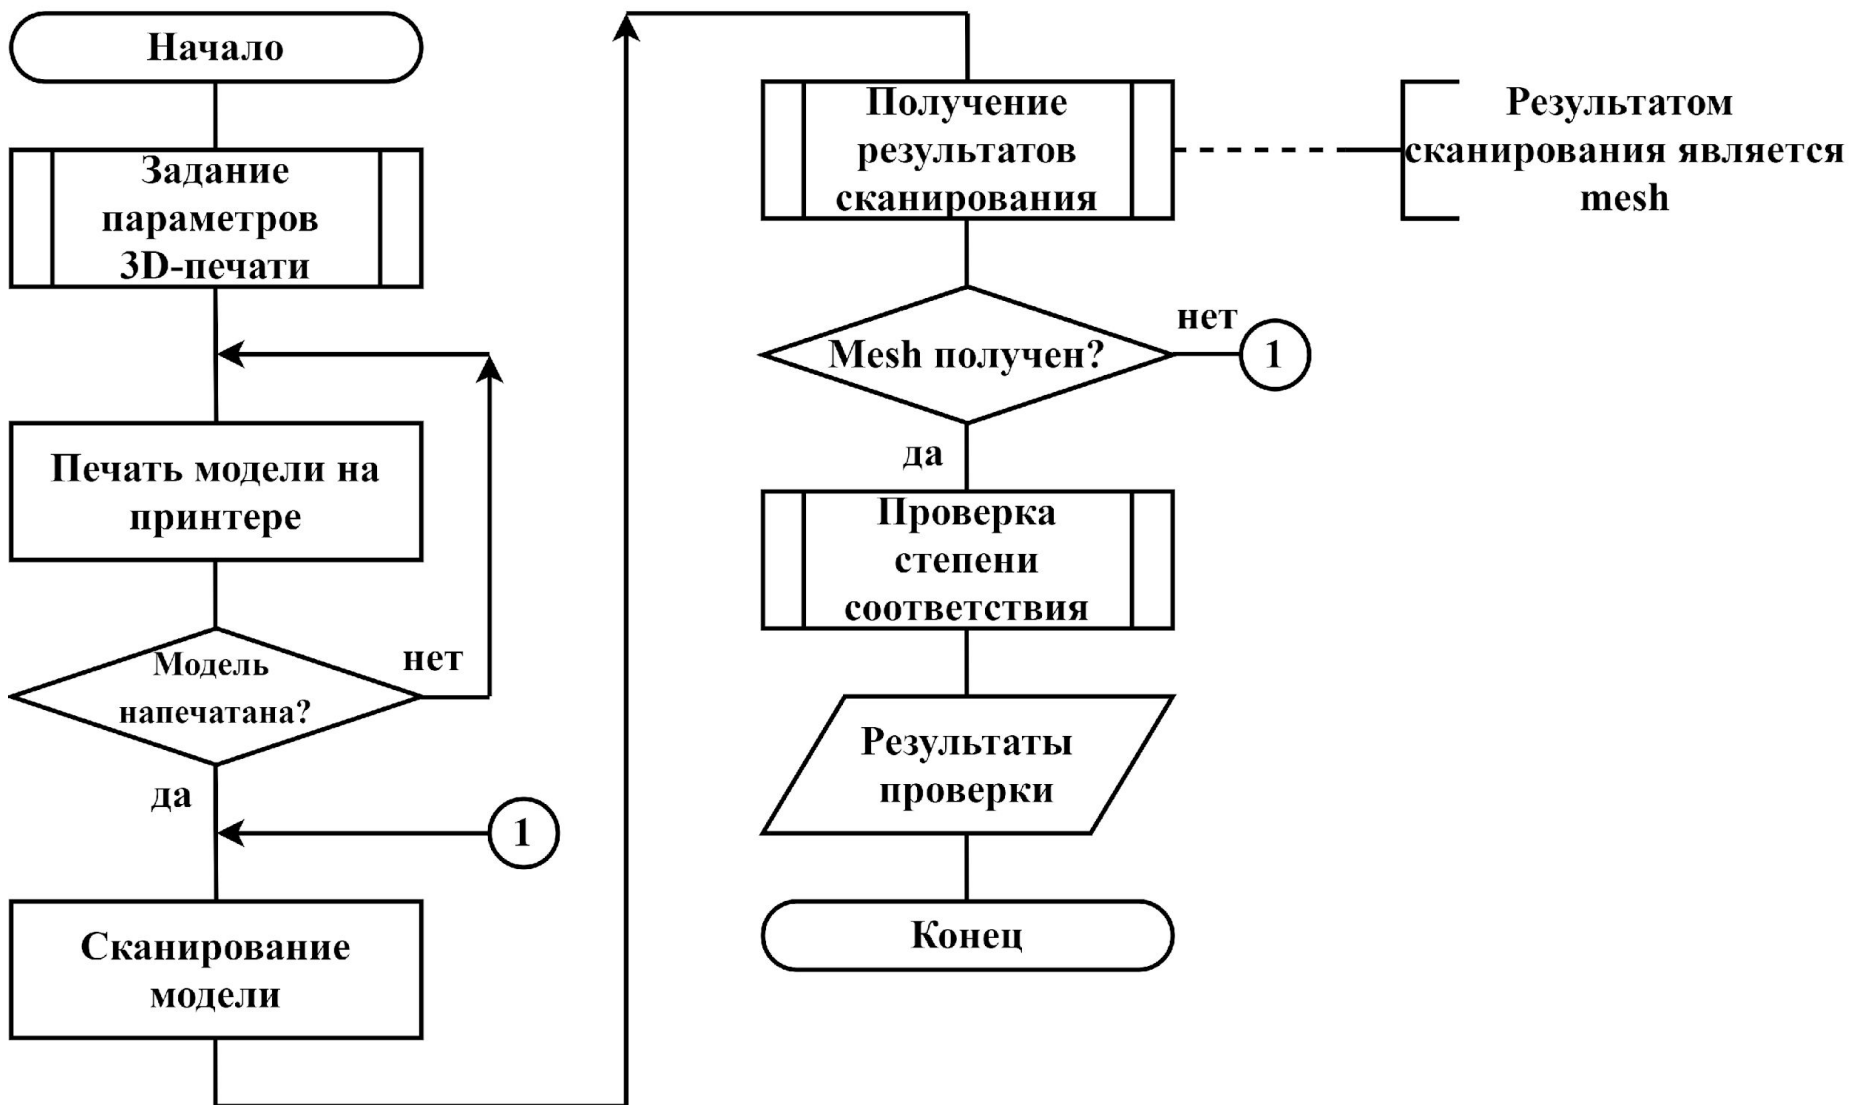 Начало
Задание
параметров
3D-печати
Печать модели на
принтере
Модель
напечатана?
нет
да
1
Сканирование
модели
Получение
результатов
сканирования
Результатом
сканирования является
mesh
Mesh получен?
нет
1
да
Проверка
степени
соответствия
Результаты
проверки
Конец